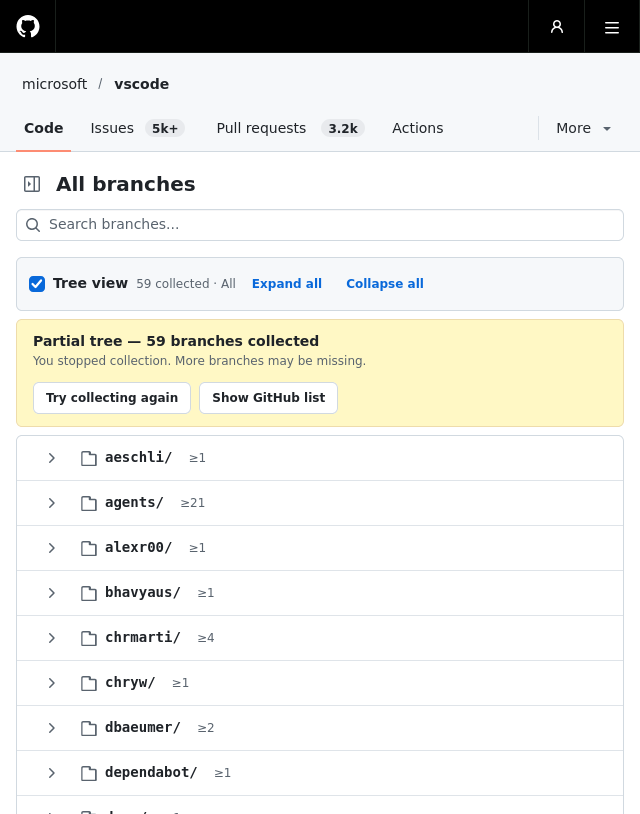 microsoft / vscode
Code Issues 5k+ Pull requests 3.2k Actions More
All branches
Search branches...
Tree view 59 collected · All Expand all Collapse all
Partial tree — 59 branches collected
You stopped collection. More branches may be missing.
Try collecting again Show GitHub list
aeschli/ ≥1
agents/ ≥21
alexr00/ ≥1
bhavyaus/ ≥1
chrmarti/ ≥4
chryw/ ≥1
dbaeumer/ ≥2
dependabot/ ≥1